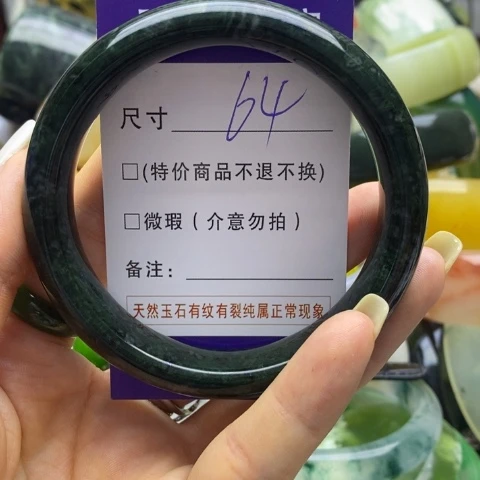 尺寸 64
□(特价商品不退不换)
□微瑕(介意勿拍)
备注:
天然玉石有纹有裂纯属正常现象